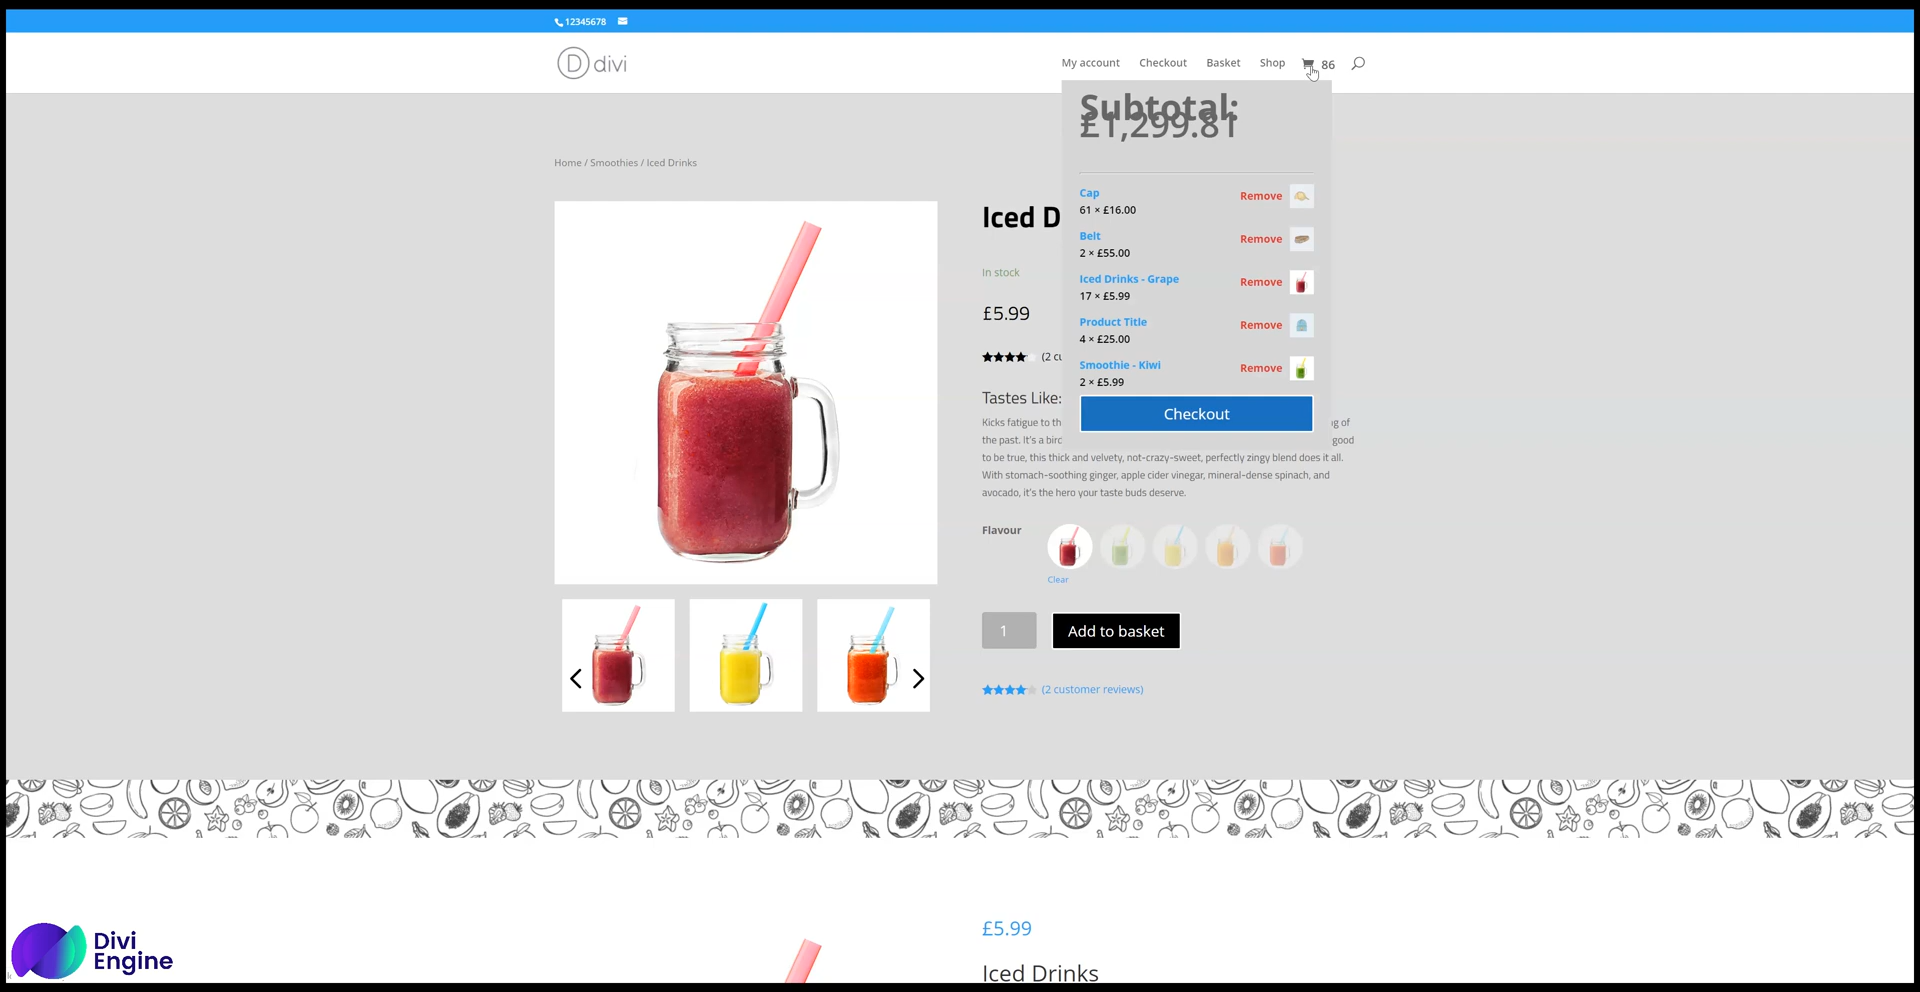 12345678
D divi
My account Checkout Basket Shop 86
Subtotal:
£1,299.81
Home / Smoothies / Iced Drinks
Cap
61 × £16.00
Remove
Belt
2 × £55.00
Remove
Iced Drinks - Grape
17 × £5.99
Remove
Product Title
4 × £25.00
Remove
Smoothie - Kiwi
2 × £5.99
Remove
Checkout
Iced D
In stock
£5.99
(2 cu
Tastes Like:
Kicks fatigue to th ng of
the past. It's a bird good
to be true, this thick and velvety, not-crazy-sweet, perfectly zingy blend does it all.
With stomach-soothing ginger, apple cider vinegar, mineral-dense spinach, and
avocado, it's the hero your taste buds deserve.
Flavour
Clear
1 Add to basket
(2 customer reviews)
£5.99
Iced Drinks
Divi
Engine